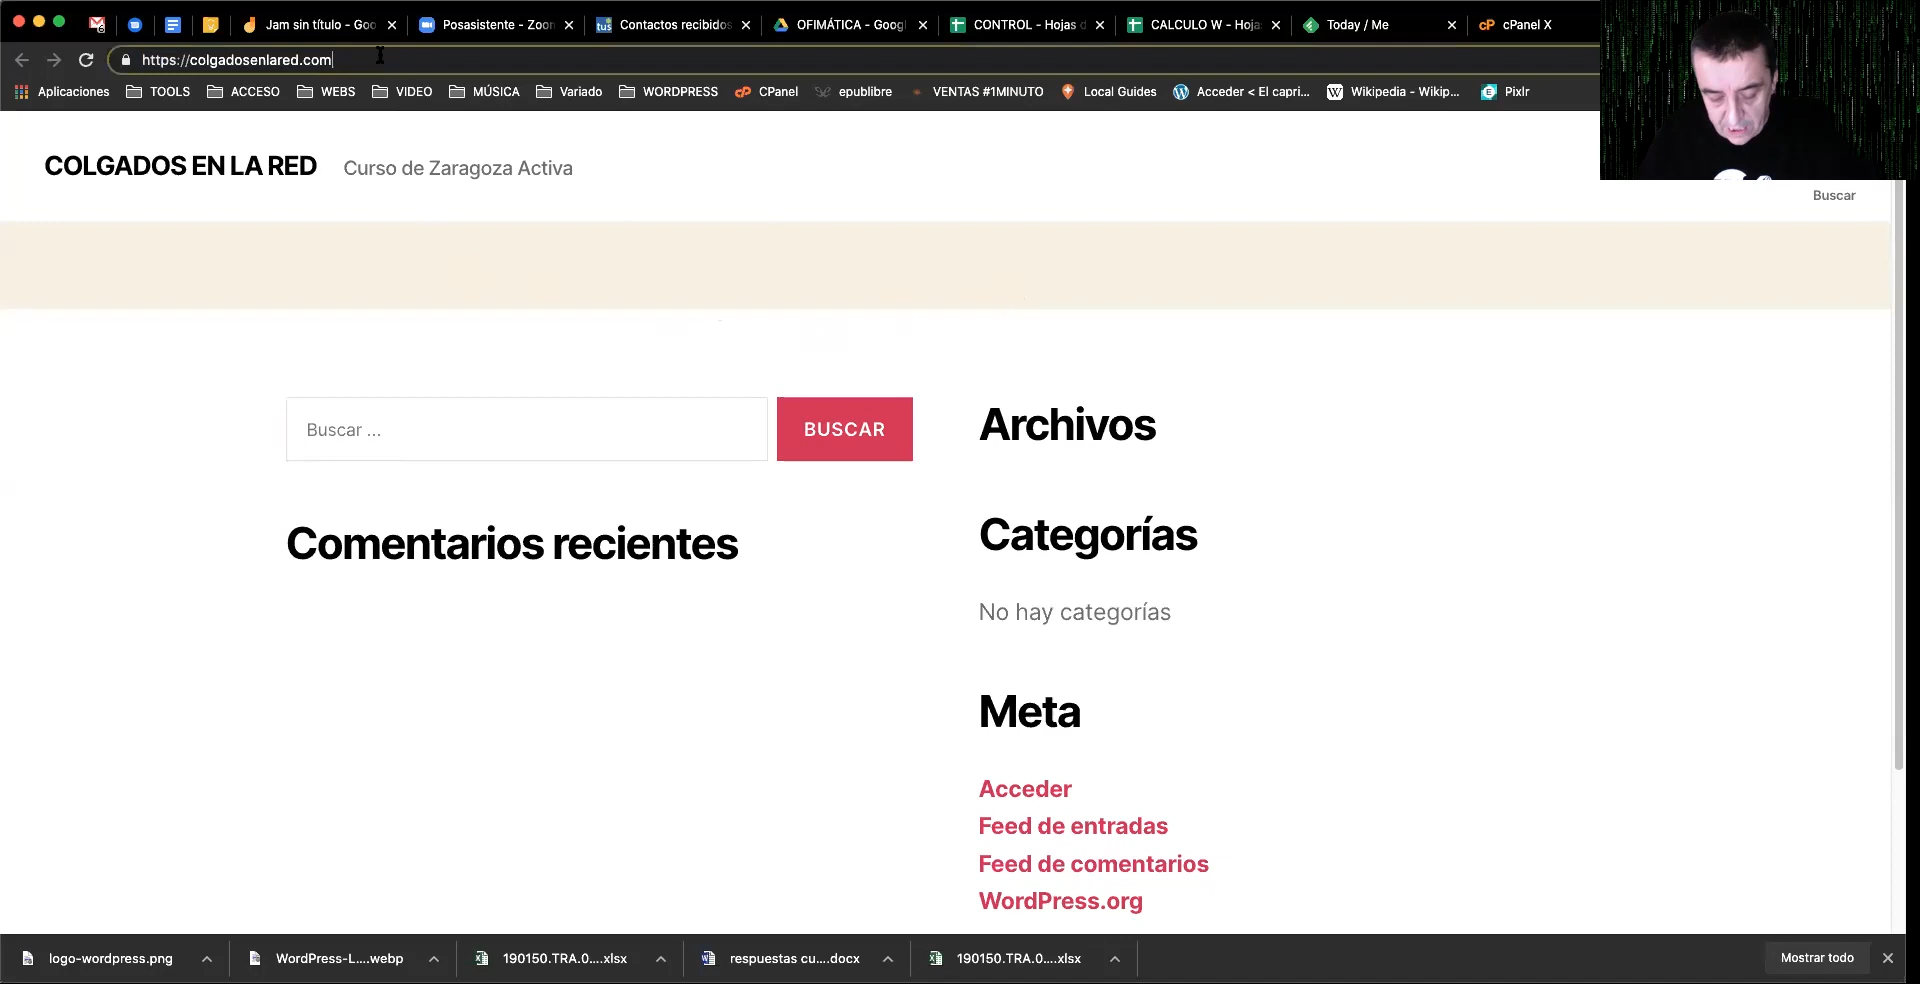 Jam sin título - Goo
Posasistente - Zoom
Contactos recibidos
OFIMÁTICA - Googl
CONTROL - Hojas d
CALCULO W - Hoja
Today / Me
cPanel X
https://colgadosenlared.com
Aplicaciones
TOOLS
ACCESO
WEBS
VIDEO
MÚSICA
Variado
WORDPRESS
CPanel
epublibre
VENTAS #1MINUTO
Local Guides
Acceder < El capri...
Wikipedia - Wikip...
Pixlr
COLGADOS EN LA RED
Curso de Zaragoza Activa
Buscar
Buscar ...
BUSCAR
Comentarios recientes
Archivos
Categorías
No hay categorías
Meta
Acceder
Feed de entradas
Feed de comentarios
WordPress.org
logo-wordpress.png
WordPress-L....webp
190150.TRA.0....xlsx
respuestas cu....docx
190150.TRA.0....xlsx
Mostrar todo